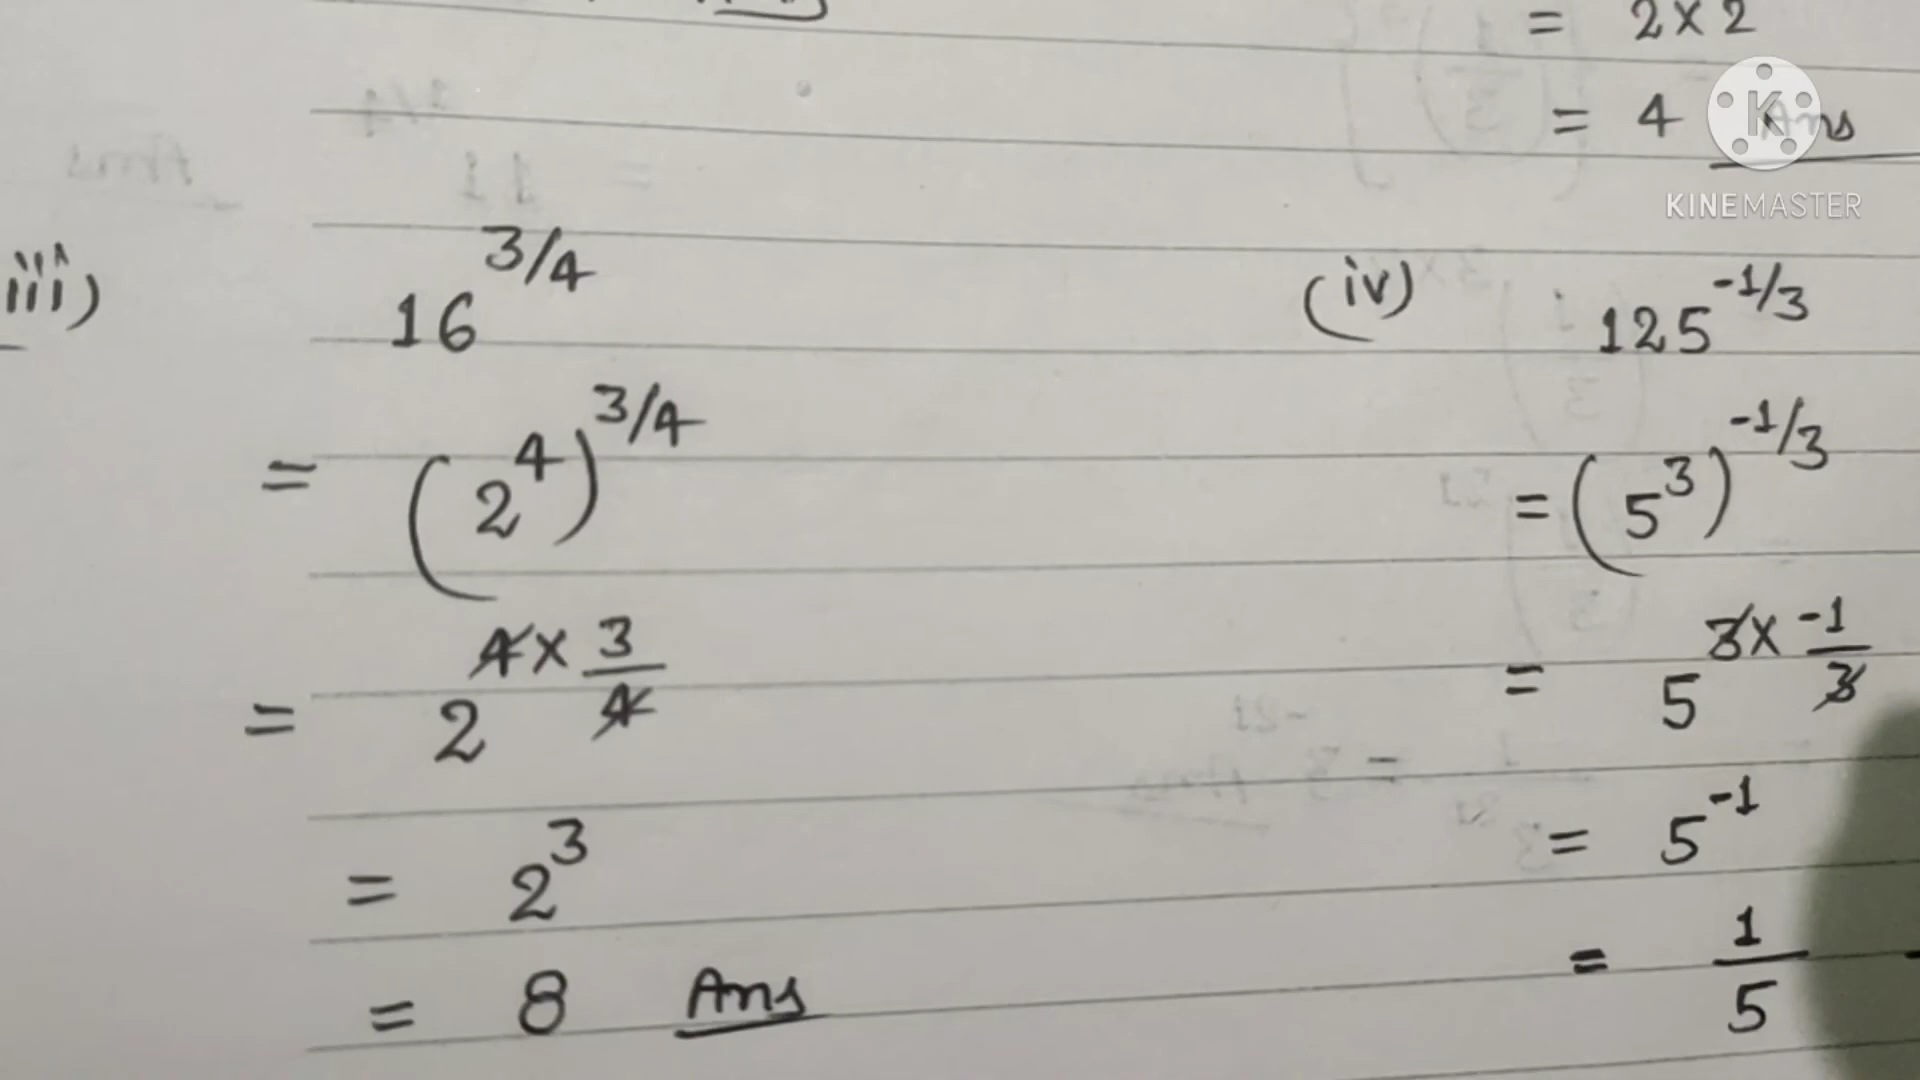 = 2 × 2
= 4 Ans
KINEMASTER
iii) 16^3/4
= (2^4)^3/4
= 2^4×3/4
= 2^3
= 8 Ans
(iv) 125^-1/3
= (5^3)^-1/3
= 5^3×-1/3
= 5^-1
= 1/5